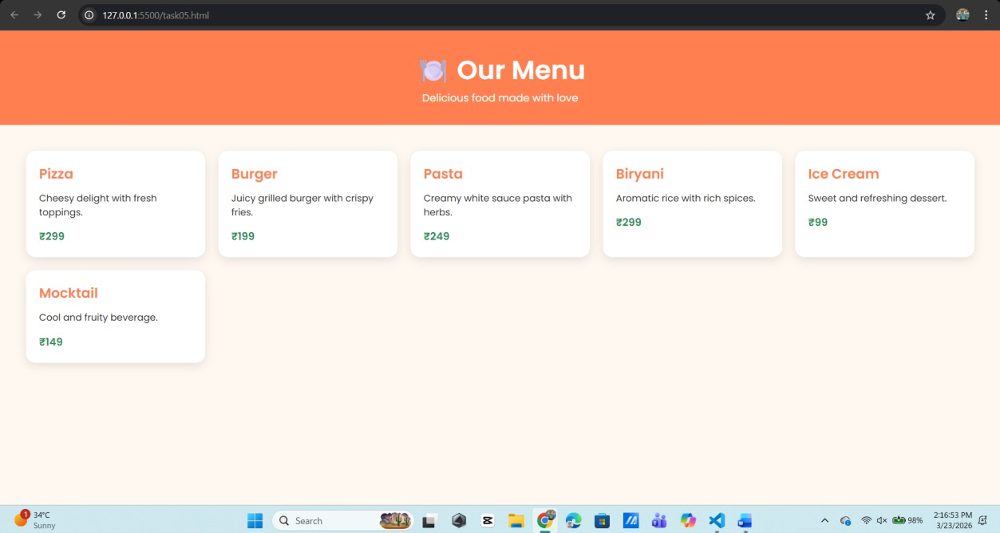 127.0.0.1:5500/task05.html
Our Menu
Delicious food made with love
Pizza
Cheesy delight with fresh
toppings.
₹299
Burger
Juicy grilled burger with crispy
fries.
₹199
Pasta
Creamy white sauce pasta with
herbs.
₹249
Biryani
Aromatic rice with rich spices.
₹299
Ice Cream
Sweet and refreshing dessert.
₹99
Mocktail
Cool and fruity beverage.
₹149
1
34°C
Sunny
Search
98%
2:16:53 PM
3/23/2026